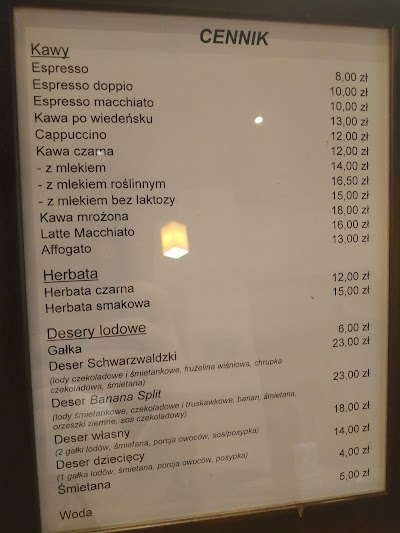 CENNIK
Kawy
Espresso 8,00 zł
Espresso doppio 10,00 zł
Espresso macchiato 10,00 zł
Kawa po wiedeńsku 13,00 zł
Cappuccino 12,00 zł
Kawa czarna 12,00 zł
- z mlekiem 14,00 zł
- z mlekiem roślinnym 16,50 zł
- z mlekiem bez laktozy 15,00 zł
Kawa mrożona 18,00 zł
Latte Macchiato 16,00 zł
Affogato 13,00 zł
Herbata
Herbata czarna 12,00 zł
Herbata smakowa 15,00 zł
Desery lodowe
Gałka 6,00 zł
Deser Schwarzwaldzki 23,00 zł
(lody czekoladowe i śmietankowe, frużelina wiśniowa, chrupka
czekoladowa, śmietana)
Deser Banana Split 23,00 zł
(lody śmietankowe, czekoladowe i truskawkowe, banan, śmietana,
orzeszki ziemne, sos czekoladowy)
Deser własny 18,00 zł
(2 gałki lodów, śmietana, porcja owoców, sos/posypka)
Deser dziecięcy 14,00 zł
(1 gałka lodów, śmietana, porcja owoców, posypka)
Śmietana 4,00 zł
Woda 5,00 zł